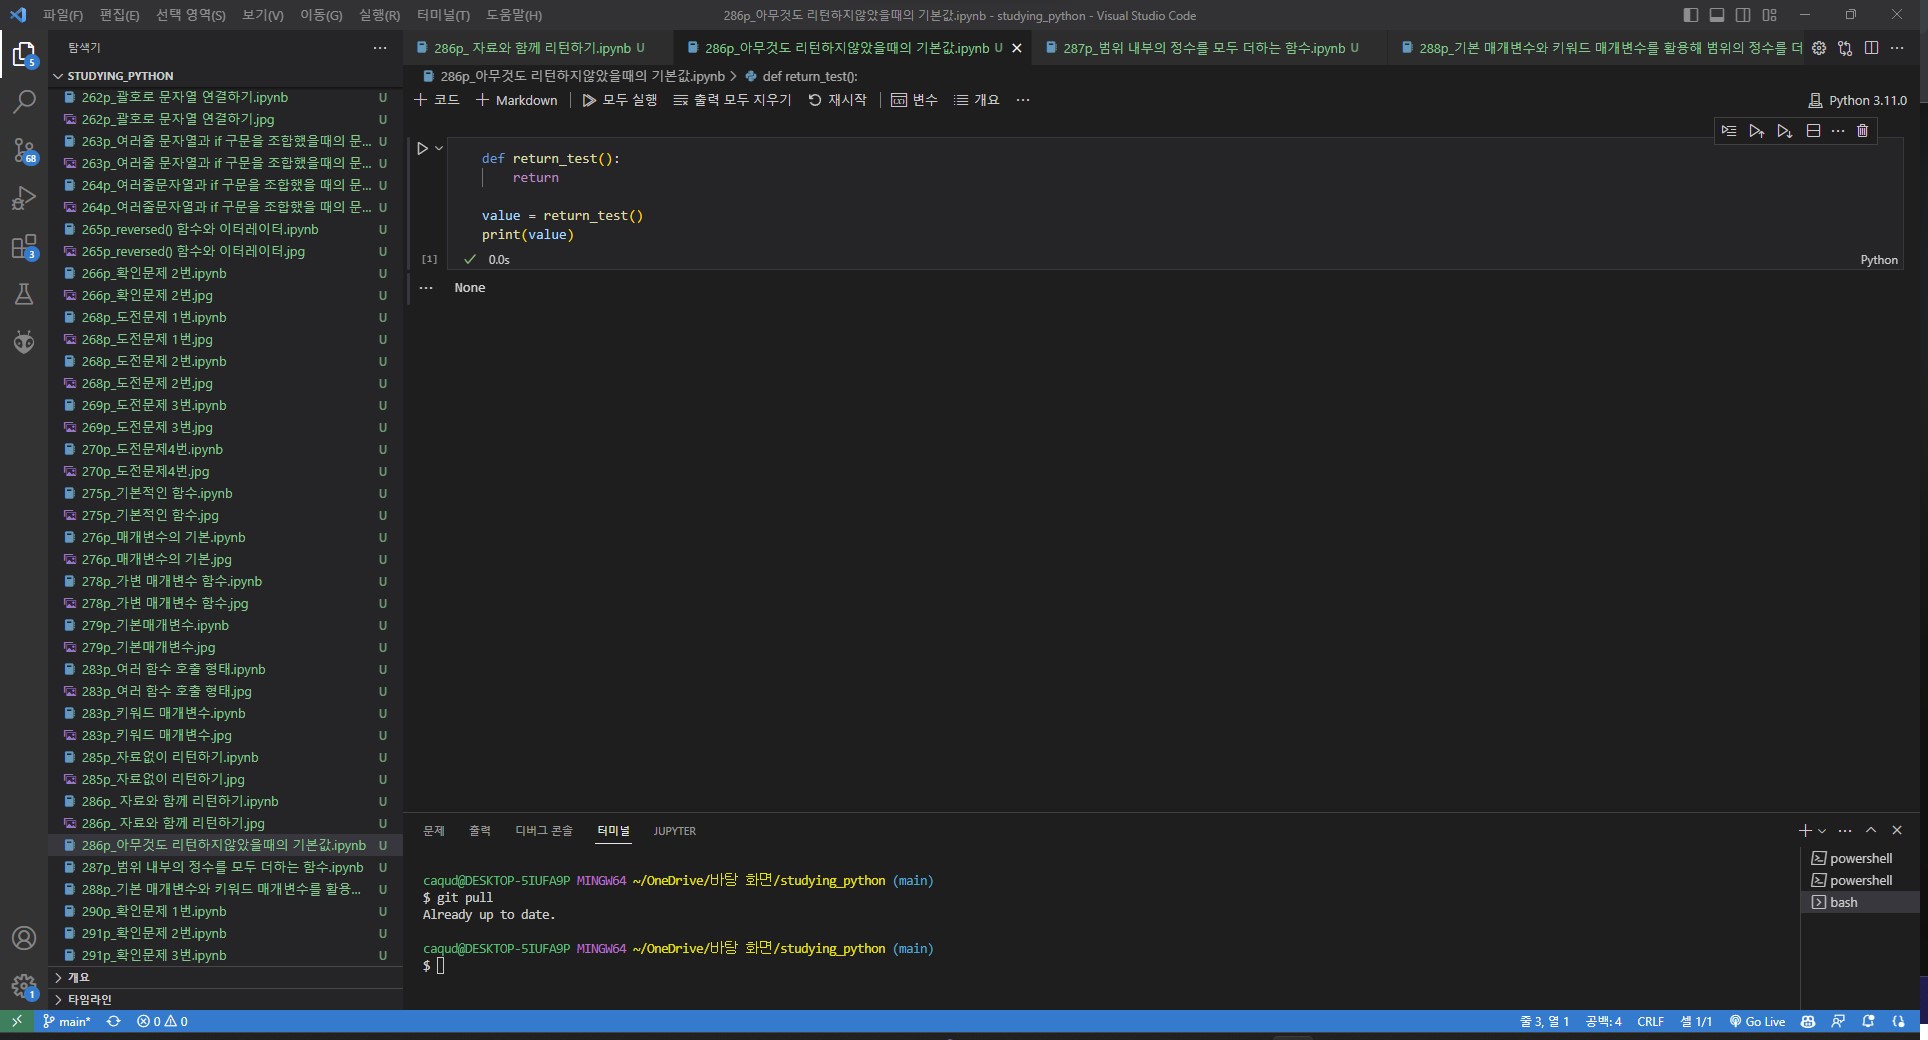 파일(F) 편집(E) 선택 영역(S) 보기(V) 이동(G) 실행(R) 터미널(T) 도움말(H)
286p_아무것도 리턴하지않았을때의 기본값.ipynb - studying_python - Visual Studio Code
탐색기
STUDYING_PYTHON
262p_괄호로 문자열 연결하기.ipynb U
262p_괄호로 문자열 연결하기.jpg U
263p_여러줄 문자열과 if 구문을 조합했을때의 문... U
263p_여러줄 문자열과 if 구문을 조합했을때의 문... U
264p_여러줄문자열과 if 구문을 조합했을 때의 문... U
264p_여러줄문자열과 if 구문을 조합했을 때의 문... U
265p_reversed() 함수와 이터레이터.ipynb U
265p_reversed() 함수와 이터레이터.jpg U
266p_확인문제 2번.ipynb U
266p_확인문제 2번.jpg U
268p_도전문제 1번.ipynb U
268p_도전문제 1번.jpg U
268p_도전문제 2번.ipynb U
268p_도전문제 2번.jpg U
269p_도전문제 3번.ipynb U
269p_도전문제 3번.jpg U
270p_도전문제4번.ipynb U
270p_도전문제4번.jpg U
275p_기본적인 함수.ipynb U
275p_기본적인 함수.jpg U
276p_매개변수의 기본.ipynb U
276p_매개변수의 기본.jpg U
278p_가변 매개변수 함수.ipynb U
278p_가변 매개변수 함수.jpg U
279p_기본매개변수.ipynb U
279p_기본매개변수.jpg U
283p_여러 함수 호출 형태.ipynb U
283p_여러 함수 호출 형태.jpg U
283p_키워드 매개변수.ipynb U
283p_키워드 매개변수.jpg U
285p_자료없이 리턴하기.ipynb U
285p_자료없이 리턴하기.jpg U
286p_ 자료와 함께 리턴하기.ipynb U
286p_ 자료와 함께 리턴하기.jpg U
286p_아무것도 리턴하지않았을때의 기본값.ipynb U
287p_범위 내부의 정수를 모두 더하는 함수.ipynb U
288p_기본 매개변수와 키워드 매개변수를 활용... U
290p_확인문제 1번.ipynb U
291p_확인문제 2번.ipynb U
291p_확인문제 3번.ipynb U
개요
타임라인
5
68
3
1
286p_ 자료와 함께 리턴하기.ipynb U
286p_아무것도 리턴하지않았을때의 기본값.ipynb U
287p_범위 내부의 정수를 모두 더하는 함수.ipynb U
288p_기본 매개변수와 키워드 매개변수를 활용해 범위의 정수를 더
286p_아무것도 리턴하지않았을때의 기본값.ipynb > def return_test():
코드 Markdown 모두 실행 출력 모두 지우기 재시작 변수 개요 ...
Python 3.11.0
def return_test():
return
value = return_test()
print(value)
[1] 0.0s
Python
None
문제 출력 디버그 콘솔 터미널 JUPYTER
caqud@DESKTOP-5IUFA9P MINGW64 ~/OneDrive/바탕 화면/studying_python (main)
$ git pull
Already up to date.
caqud@DESKTOP-5IUFA9P MINGW64 ~/OneDrive/바탕 화면/studying_python (main)
$
powershell
powershell
bash
main* 0 0
줄 3, 열 1 공백: 4 CRLF 셀 1/1 Go Live